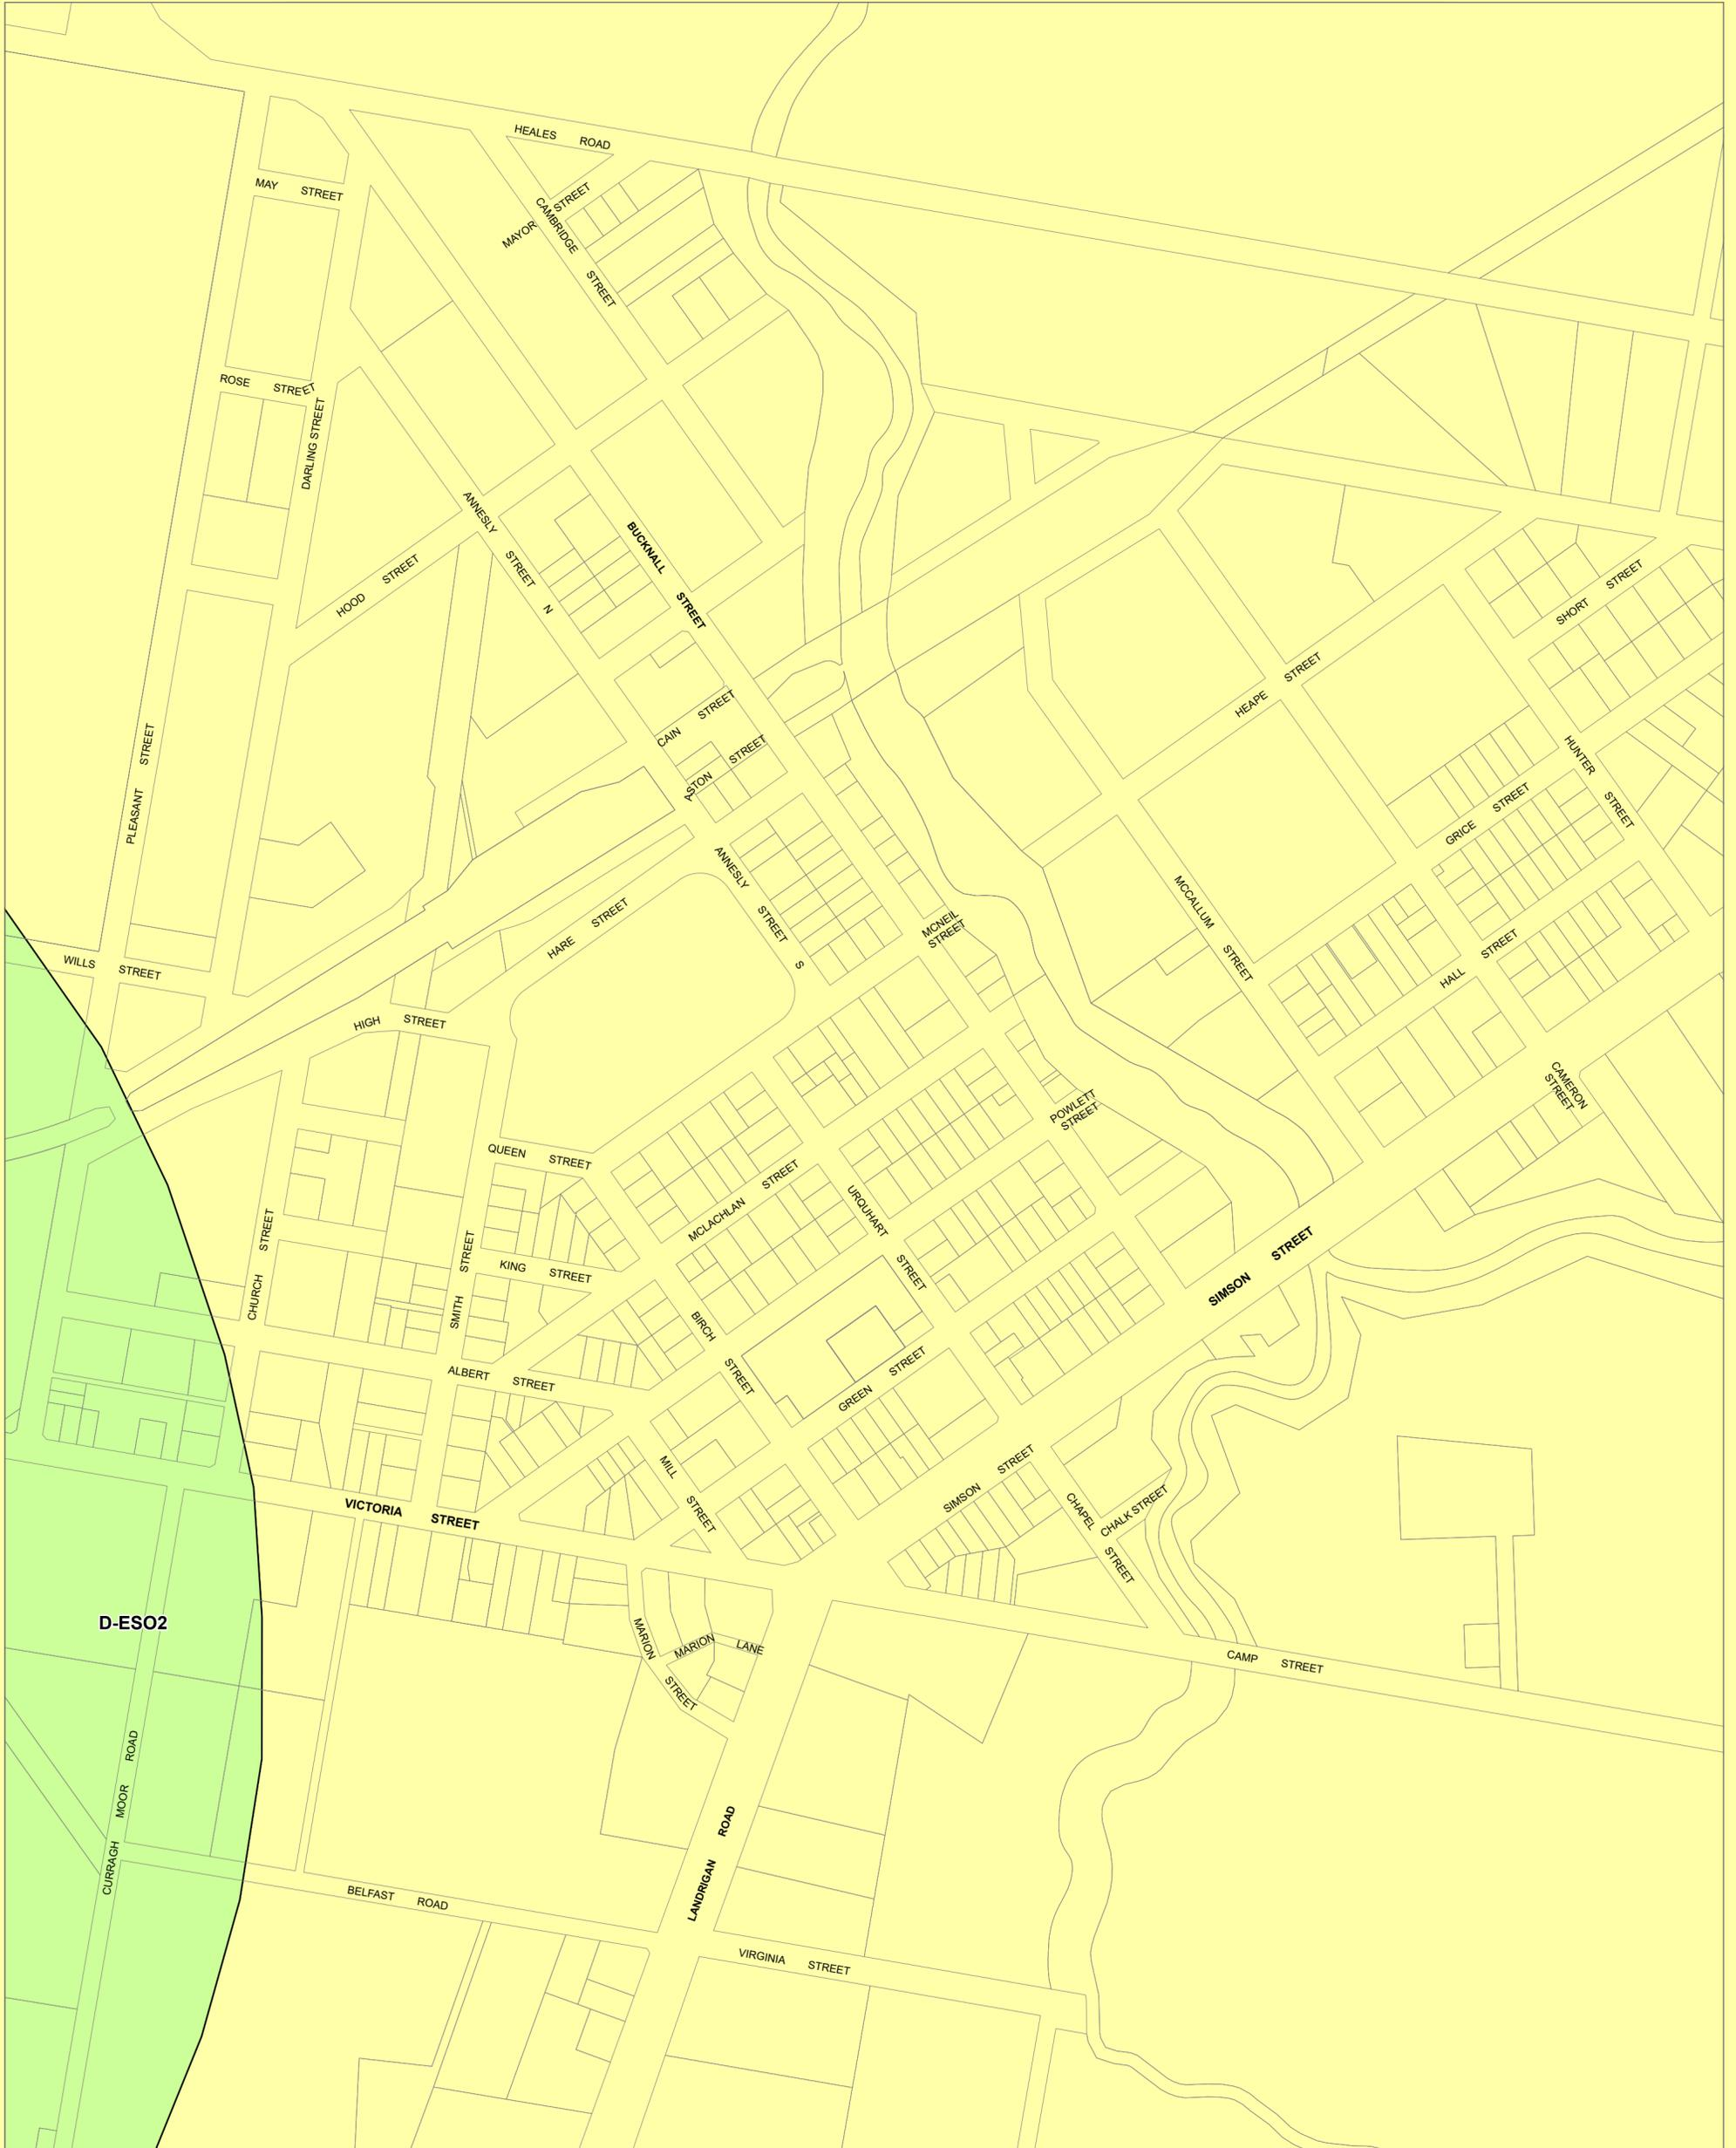 HEALES ROAD
MAY STREET
MAYOR STREET
CAMBRIDGE STREET
ROSE STREET
DARLING STREET
ANNESLY STREET N
BUCKNALL STREET
HOOD STREET
SHORT STREET
HEAPE STREET
CAIN STREET
ASTON STREET
PLEASANT STREET
HUNTER STREET
GRICE STREET
ANNESLY STREET S
MCCALLUM STREET
HARE STREET
MCNEIL
STREET
HALL STREET
WILLS STREET
HIGH STREET
CAMERON
STREET
POWLETT
STREET
QUEEN STREET
MCLACHLAN STREET
URQUHART STREET
CHURCH STREET
SMITH STREET
KING STREET
SIMSON STREET
BIRCH STREET
ALBERT STREET
GREEN STREET
MILL STREET
SIMSON STREET
CHAPEL STREET
CHALK STREET
VICTORIA STREET
D-ESO2
MARION STREET
MARION LANE
CAMP STREET
CURRAGH MOOR ROAD
LANDRIGAN ROAD
BELFAST ROAD
VIRGINIA STREET